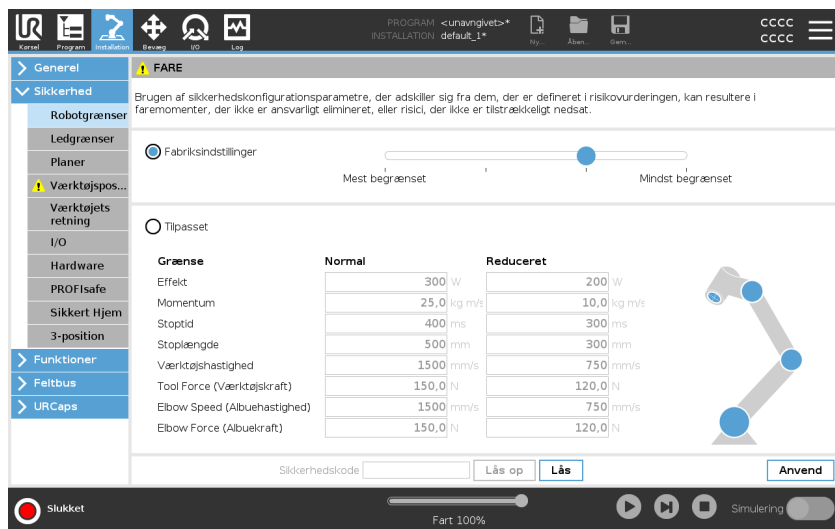 UR
Kørsel
Program
Installation
Bevæg
I/O
Log
PROGRAM <unavngivet>*
INSTALLATION default_1*
Ny...
Åben...
Gem...
CCCC
CCCC
Generel
Sikkerhed
Robotgrænser
Ledgrænser
Planer
Værktøjspos...
Værktøjets
retning
I/O
Hardware
PROFIsafe
Sikkert Hjem
3-position
Funktioner
Feltbus
URCaps
FARE
Brugen af sikkerhedskonfigurationsparametre, der adskiller sig fra dem, der er defineret i risikovurderingen, kan resultere i
faremomenter, der ikke er ansvarligt elimineret, eller risici, der ikke er tilstrækkeligt nedsat.
Fabriksindstillinger
Mest begrænset Mindst begrænset
Tilpasset
Grænse Normal Reduceret
Effekt 300 W 200 W
Momentum 25,0 kg m/s 10,0 kg m/s
Stoptid 400 ms 300 ms
Stoplængde 500 mm 300 mm
Værktøjshastighed 1500 mm/s 750 mm/s
Tool Force (Værktøjskraft) 150,0 N 120,0 N
Elbow Speed (Albuehastighed) 1500 mm/s 750 mm/s
Elbow Force (Albuekraft) 150,0 N 120,0 N
Sikkerhedskode Lås op Lås Anvend
Slukket
Fart 100%
Simulering